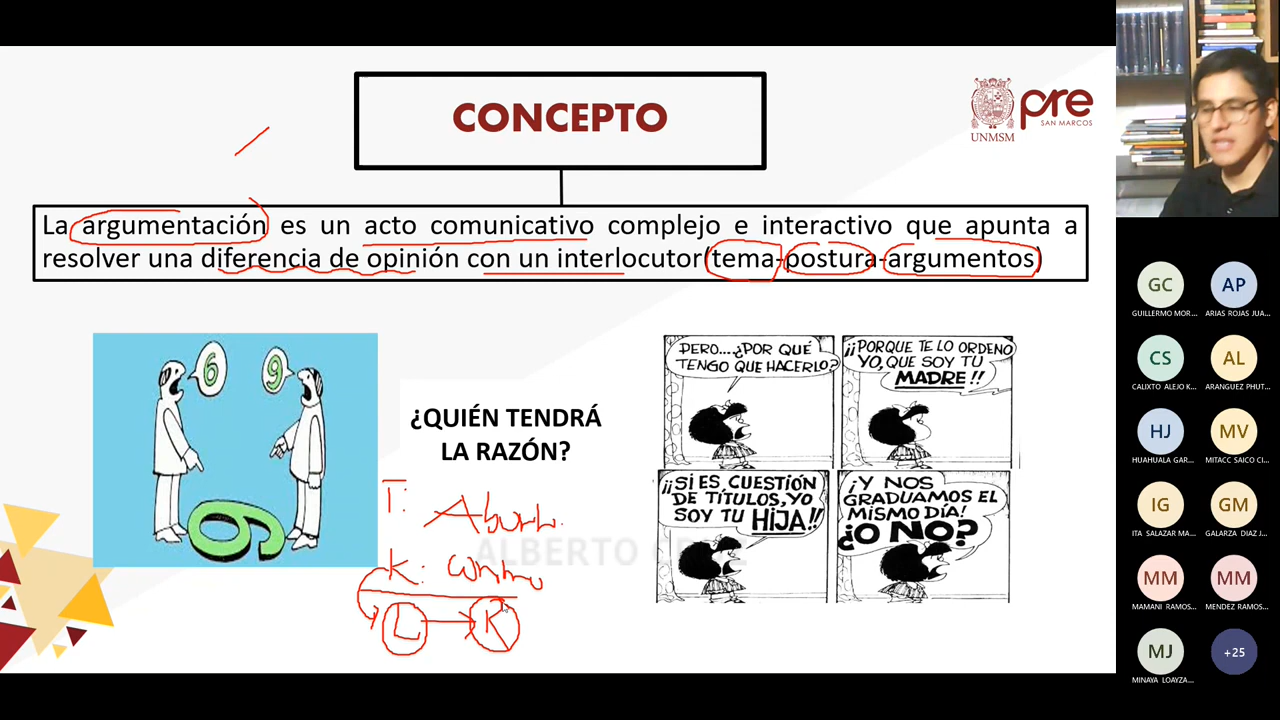 CONCEPTO
UNMSM
pre
SAN MARCOS
La argumentación es un acto comunicativo complejo e interactivo que apunta a
resolver una diferencia de opinión con un interlocutor(tema-postura-argumentos)
6
9
6
¿QUIÉN TENDRÁ
LA RAZÓN?
PERO...¿POR QUÉ
TENGO QUE HACERLO?
¡¡PORQUE TE LO ORDENO
YO, QUE SOY TU
MADRE!!
¡¡SI ES CUESTIÓN
DE TÍTULOS, YO
SOY TU HIJA!!
¡Y NOS
GRADUAMOS EL
MISMO DÍA!
¿O NO?
T:
K:
L
K
ALBERTO
GC
GUILLERMO MOR...
AP
ARIAS ROJAS JUA...
CS
CALIXTO ALEJO K...
AL
ARANGUEZ PHUT...
HJ
HUAHUALA GAR...
MV
MITACC SAICO CI...
IG
ITA SALAZAR MA...
GM
GALARZA DIAZ J...
MM
MAMANI RAMOS...
MM
MENDEZ RAMOS...
MJ
MINAYA LOAYZA...
+25